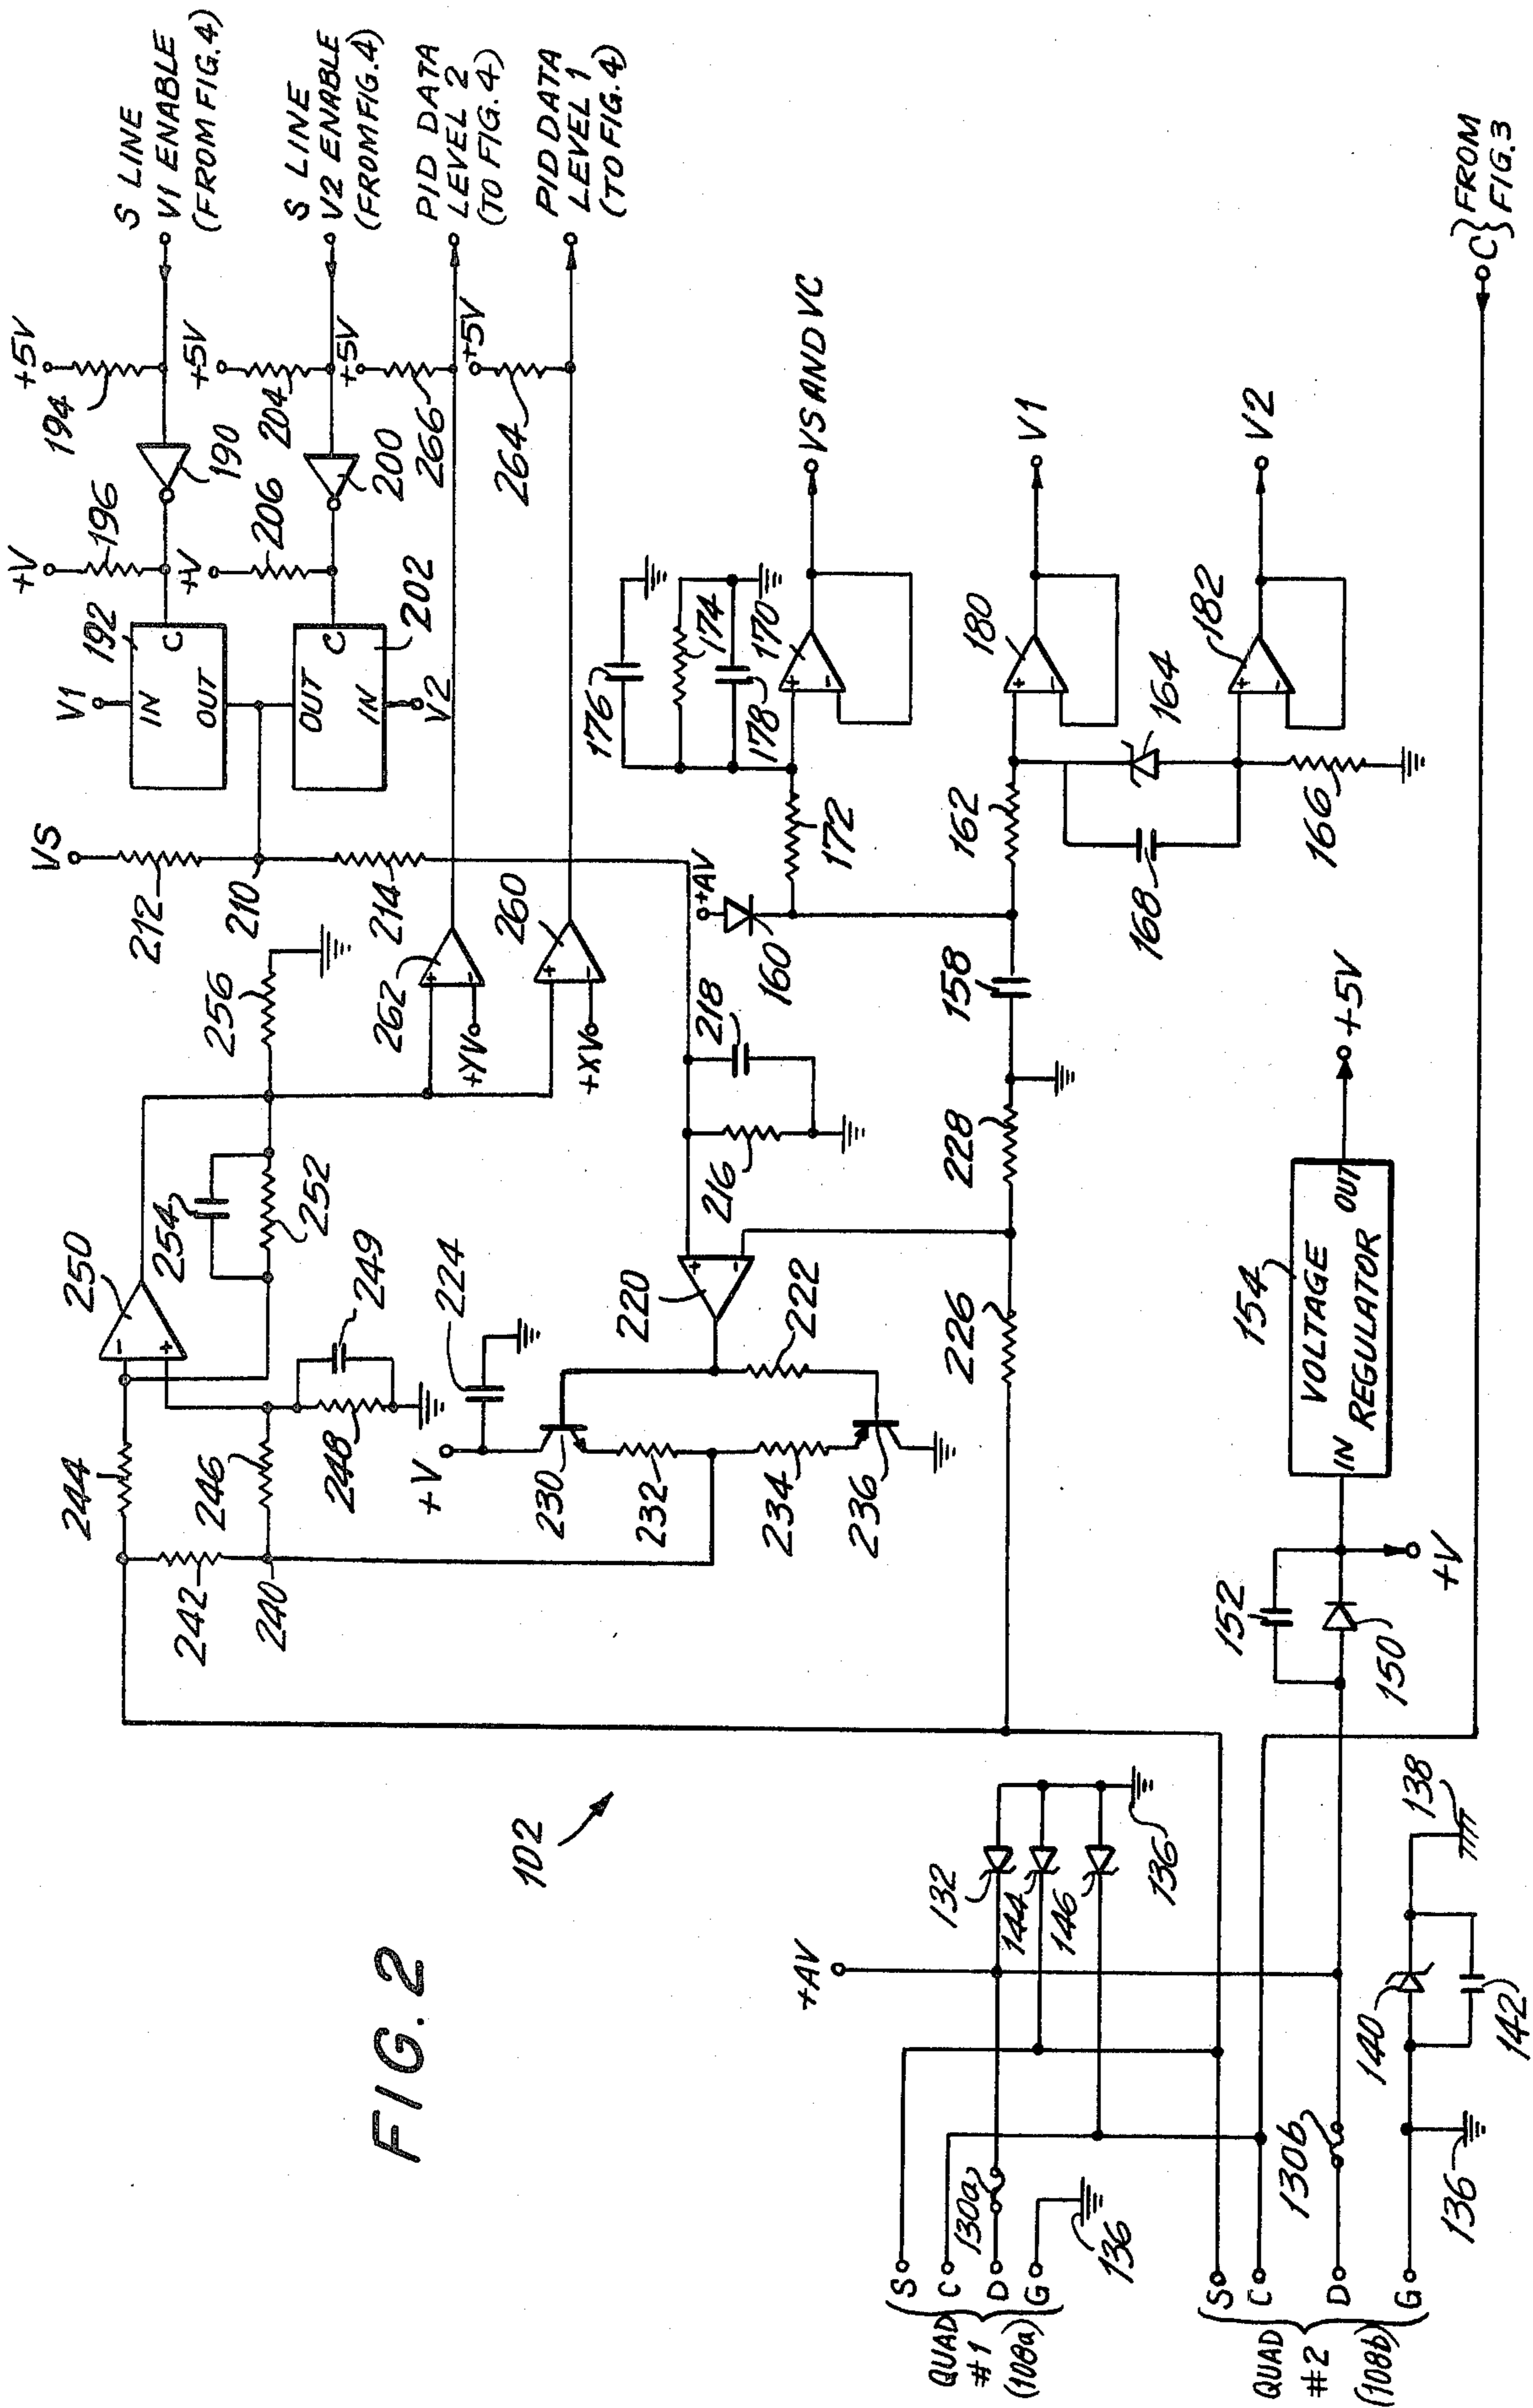 FIG. 2
102
S LINE
V1 ENABLE
(FROM FIG.4)
S LINE
V2 ENABLE
(FROM FIG.4)
PID DATA
LEVEL 2
(TO FIG.4)
PID DATA
LEVEL 1
(TO FIG.4)
+5V
194
190
+V
196
192
V1
IN
OUT
C
+5V
204
200
+V
206
202
OUT
IN
C
V2
+5V
266
+5V
264
VS
212
210
214
256
262
+YV
260
+XV
250
254
252
249
248
244
246
242
240
224
+V
230
232
234
236
220
222
216
218
226
228
158
160
+AV
172
176
174
178
170
VS AND VC
162
180
V1
164
168
166
182
V2
154
VOLTAGE
REGULATOR
IN
OUT
+5V
152
150
+V
C } FROM
FIG.3
+AV
132
144
146
136
138
140
142
136
130a
130b
136
QUAD
#1
(108a)
S
C
D
G
QUAD
#2
(108b)
S
C
D
G